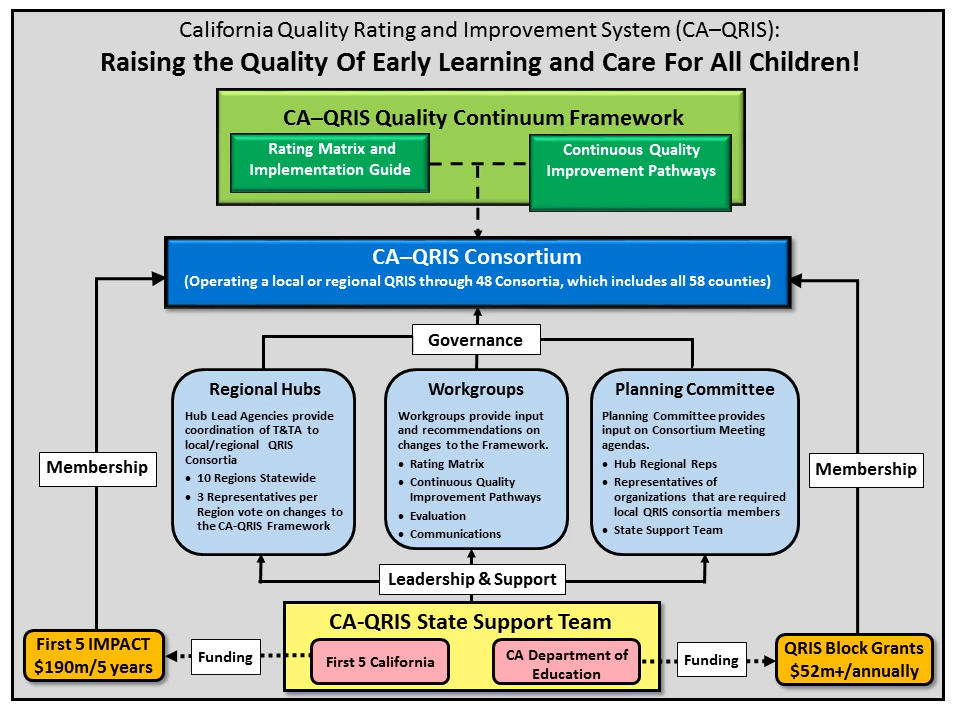 California Quality Rating and Improvement System (CA–QRIS):
Raising the Quality Of Early Learning and Care For All Children!
CA–QRIS Quality Continuum Framework
Rating Matrix and
Implementation Guide
Continuous Quality
Improvement Pathways
CA–QRIS Consortium
(Operating a local or regional QRIS through 48 Consortia, which includes all 58 counties)
Governance
Regional Hubs
Hub Lead Agencies provide
coordination of T&TA to
local/regional QRIS
Consortia
• 10 Regions Statewide
• 3 Representatives per
Region vote on changes to
the CA-QRIS Framework
Workgroups
Workgroups provide input
and recommendations on
changes to the Framework.
• Rating Matrix
• Continuous Quality
Improvement Pathways
• Evaluation
• Communications
Planning Committee
Planning Committee provides
input on Consortium Meeting
agendas.
• Hub Regional Reps
• Representatives of
organizations that are required
local QRIS consortia members
• State Support Team
Membership
Membership
Leadership & Support
CA-QRIS State Support Team
First 5 California
CA Department of
Education
First 5 IMPACT
$190m/5 years
Funding
Funding
QRIS Block Grants
$52m+/annually